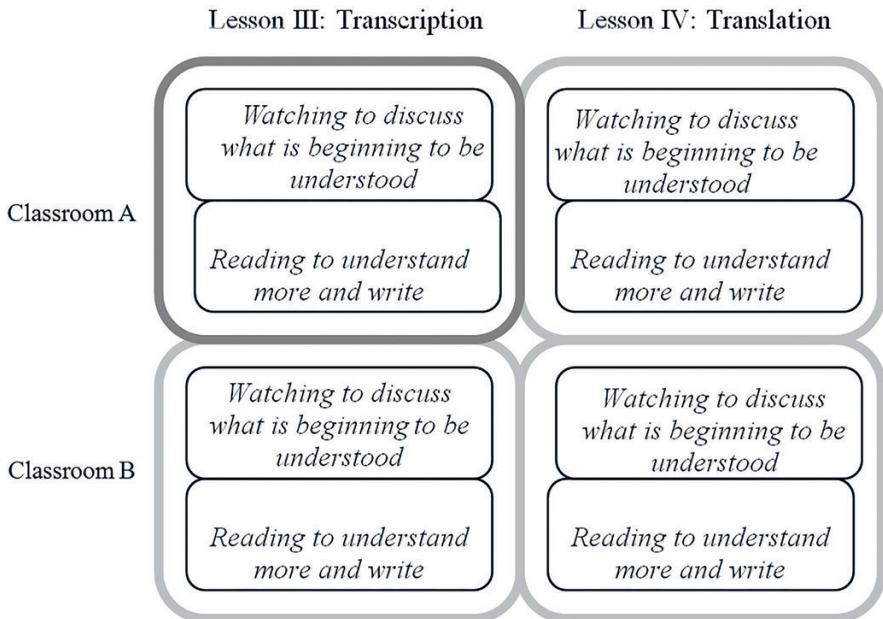 Lesson III: Transcription
Lesson IV: Translation
Classroom A
Watching to discuss
what is beginning to be
understood
Reading to understand
more and write
Watching to discuss
what is beginning to be
understood
Reading to understand
more and write
Classroom B
Watching to discuss
what is beginning to be
understood
Reading to understand
more and write
Watching to discuss
what is beginning to be
understood
Reading to understand
more and write